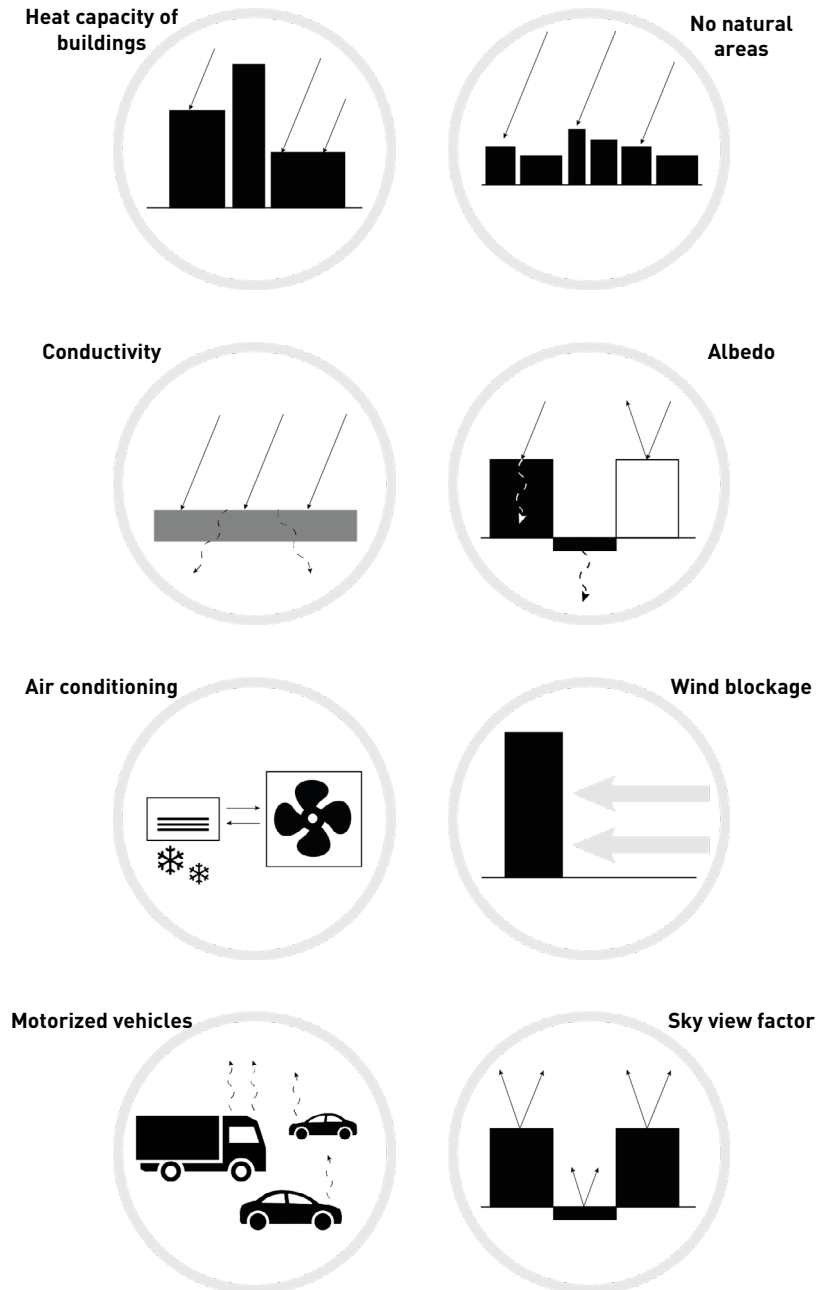 Heat capacity of
buildings
No natural
areas
Conductivity
Albedo
Air conditioning
Wind blockage
Motorized vehicles
Sky view factor